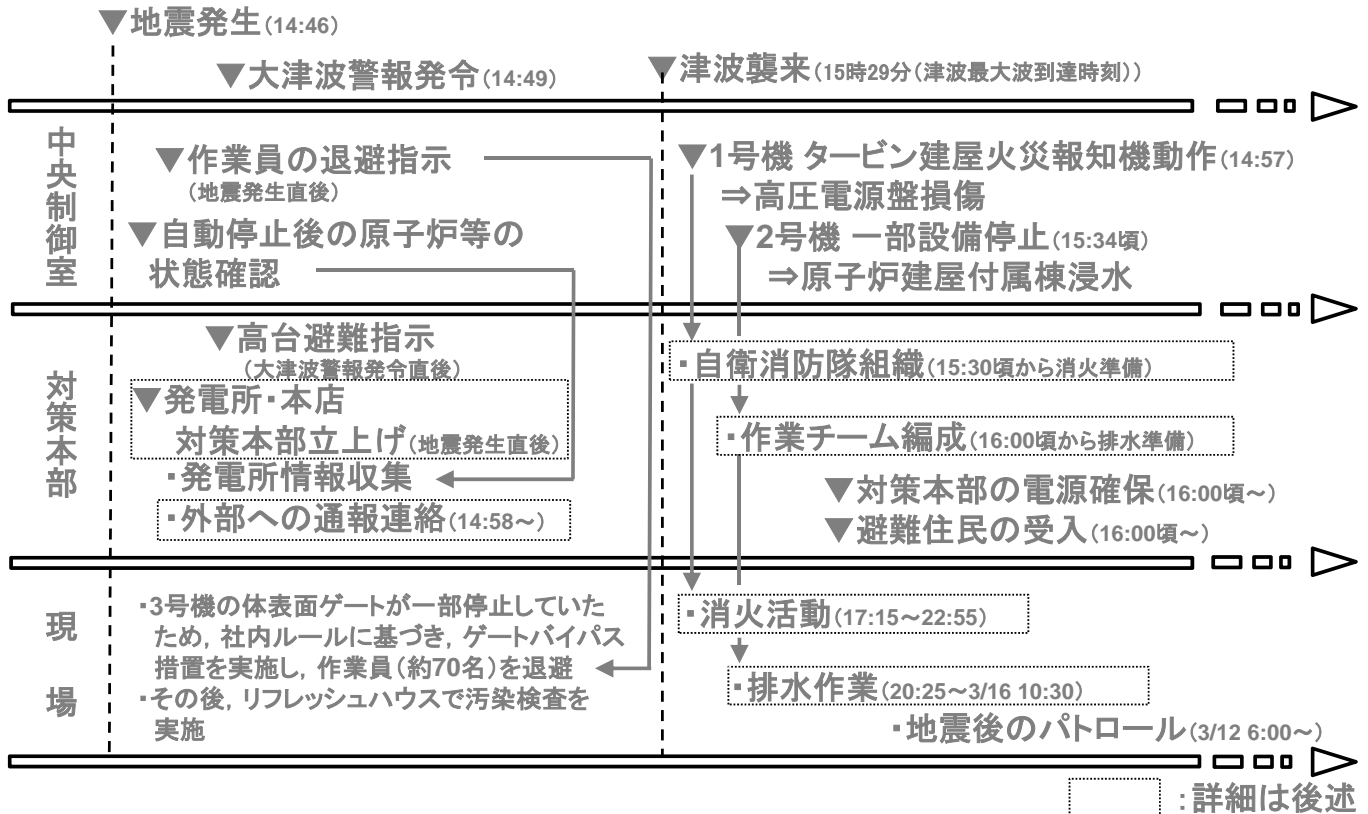 ▼地震発生(14:46)
▼大津波警報発令(14:49)
▼津波襲来(15時29分(津波最大波到達時刻))
中央制御室
▼作業員の退避指示
(地震発生直後)
▼自動停止後の原子炉等の
状態確認
▼1号機 タービン建屋火災報知機動作(14:57)
⇒高圧電源盤損傷
▼2号機 一部設備停止(15:34頃)
⇒原子炉建屋付属棟浸水
対策本部
▼高台避難指示
(大津波警報発令直後)
▼発電所・本店
対策本部立上げ(地震発生直後)
・発電所情報収集
・外部への通報連絡(14:58～)
・自衛消防隊組織(15:30頃から消火準備)
・作業チーム編成(16:00頃から排水準備)
▼対策本部の電源確保(16:00頃～)
▼避難住民の受入(16:00頃～)
現場
・3号機の体表面ゲートが一部停止していた
ため，社内ルールに基づき，ゲートバイパス
措置を実施し，作業員(約70名)を退避
・その後，リフレッシュハウスで汚染検査を
実施
・消火活動(17:15～22:55)
・排水作業(20:25～3/16 10:30)
・地震後のパトロール(3/12 6:00～)
:詳細は後述